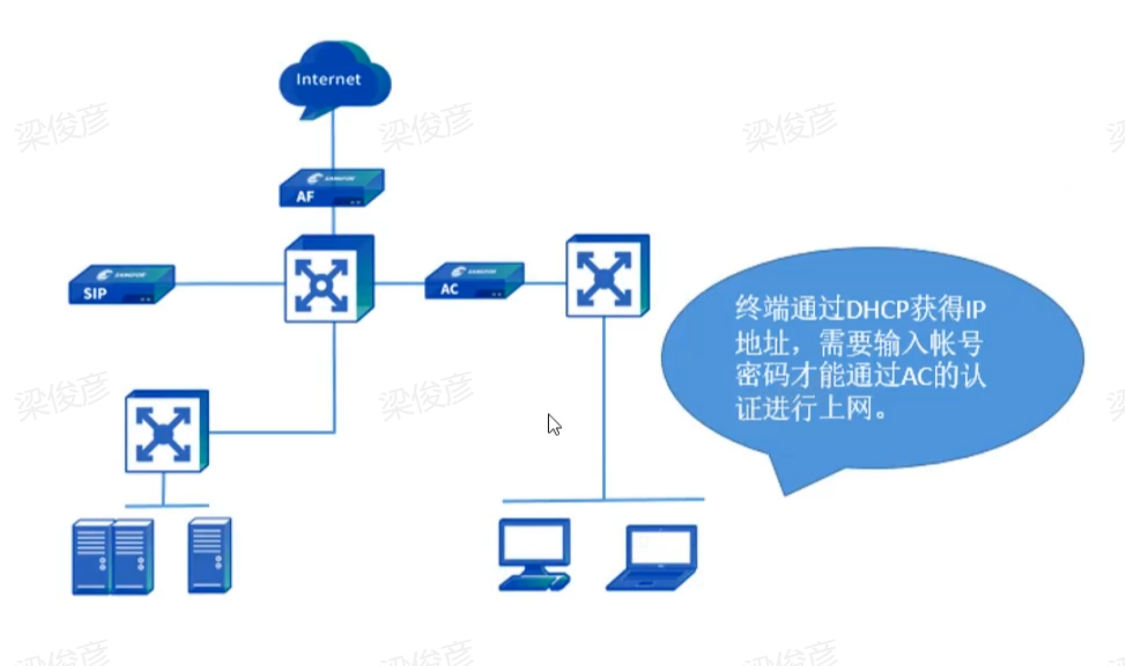 梁俊彦
梁俊彦
梁俊彦
Internet
SANGFOR
AF
SANGFOR
SIP
SANGFOR
AC
终端通过DHCP获得IP
地址，需要输入帐号
密码才能通过AC的认
证进行上网。
梁俊彦
梁俊彦
梁俊彦
梁俊彦
梁俊彦